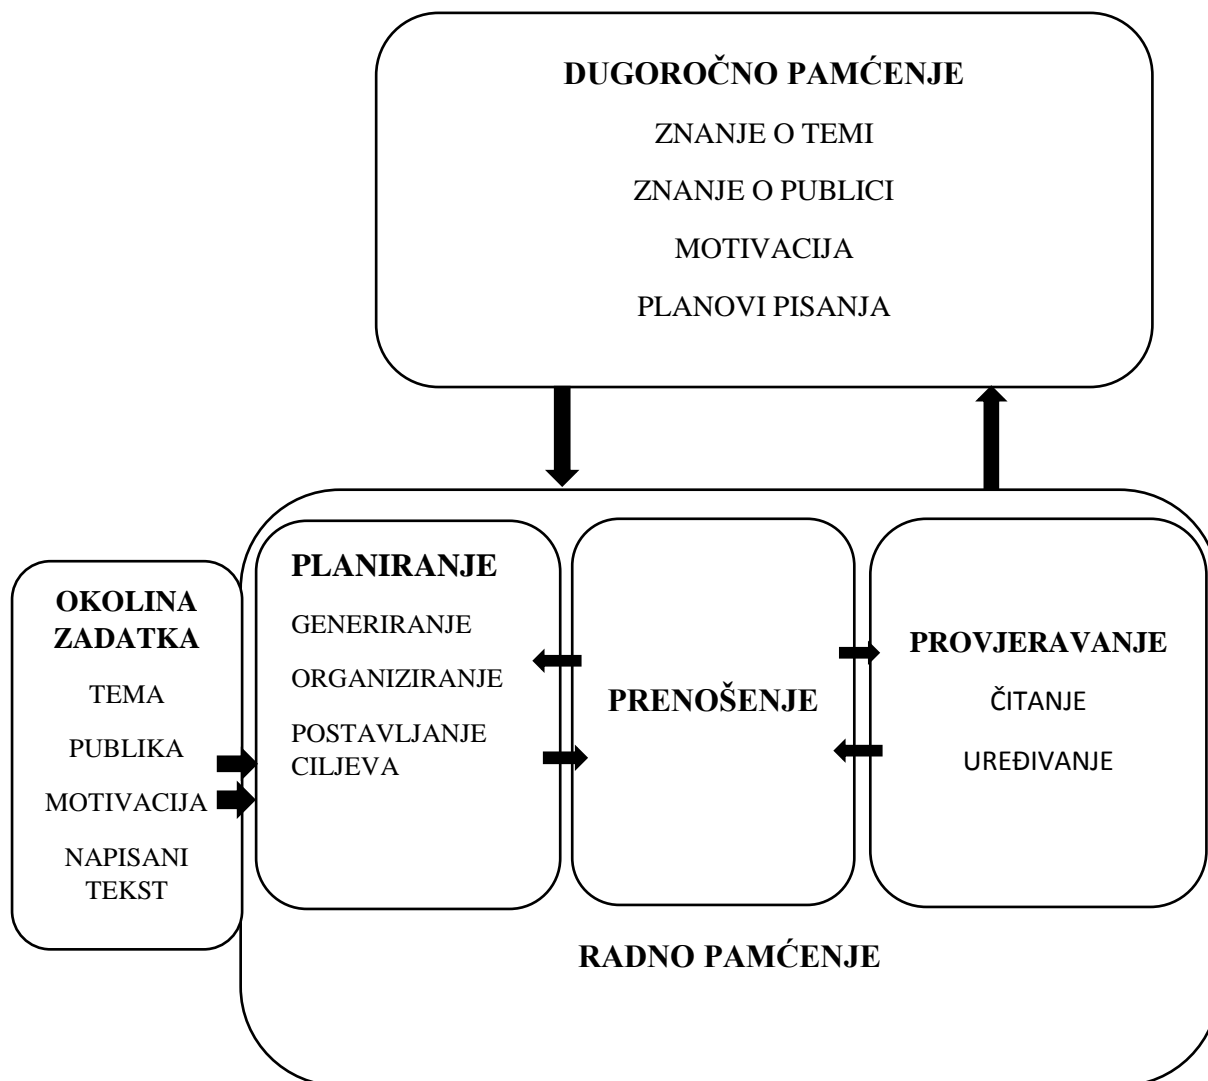 DUGOROČNO PAMĆENJE
ZNANJE O TEMI
ZNANJE O PUBLICI
MOTIVACIJA
PLANOVI PISANJA
OKOLINA
ZADATKA
TEMA
PUBLIKA
MOTIVACIJA
NAPISANI
TEKST
PLANIRANJE
GENERIRANJE
ORGANIZIRANJE
POSTAVLJANJE
CILJEVA
PRENOŠENJE
PROVJERAVANJE
ČITANJE
UREĐIVANJE
RADNO PAMĆENJE